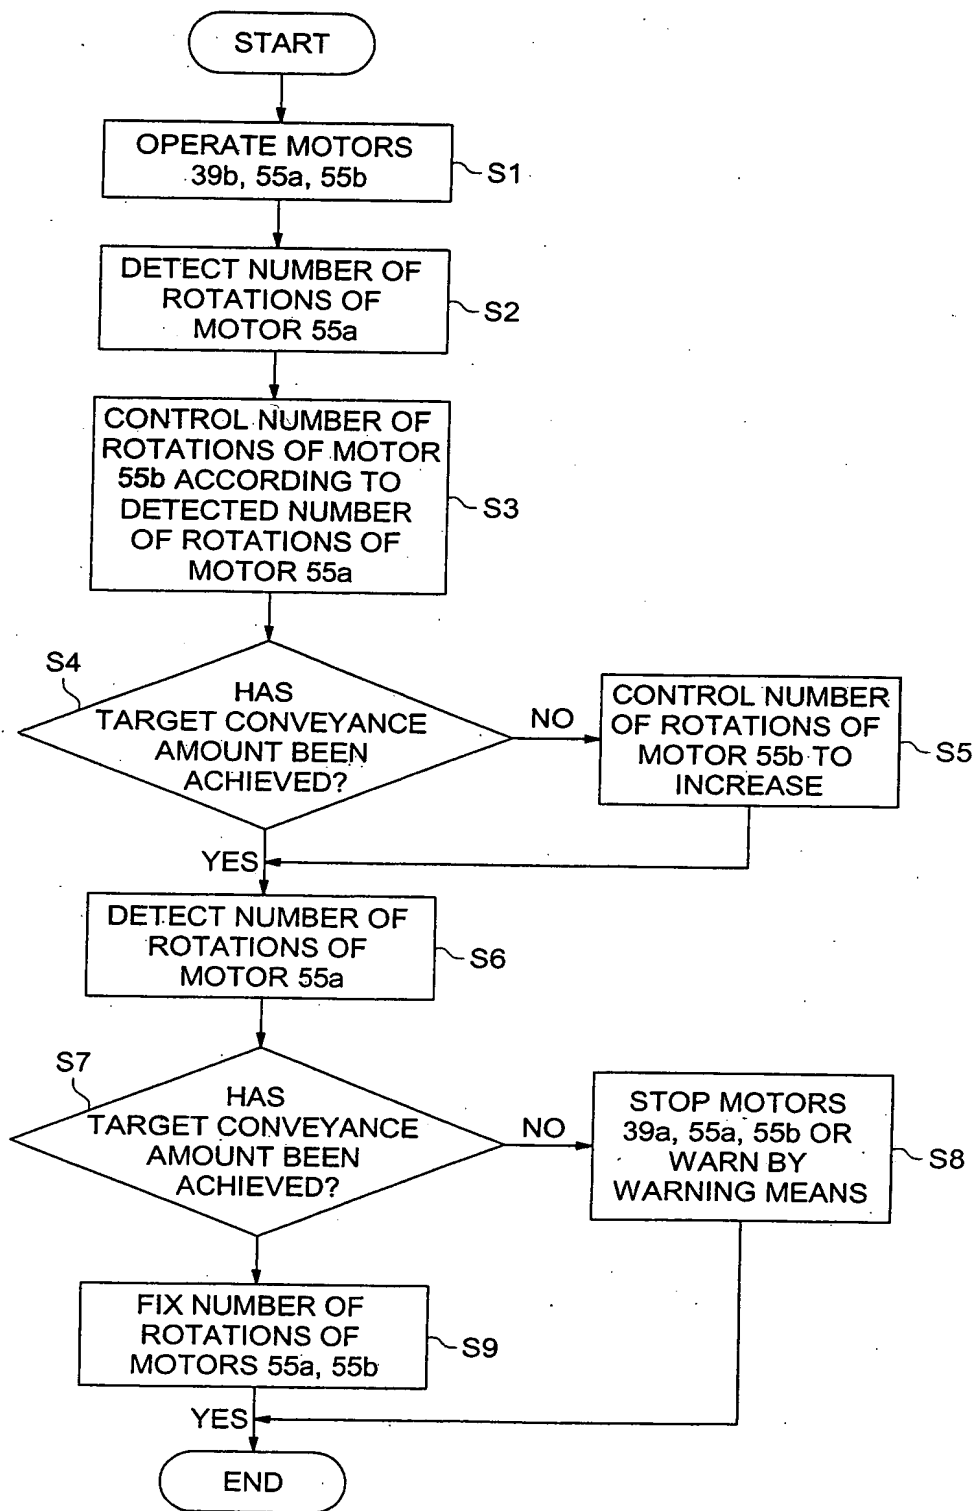 START
OPERATE MOTORS
39b, 55a, 55b
S1
DETECT NUMBER OF
ROTATIONS OF
MOTOR 55a
S2
CONTROL NUMBER OF
ROTATIONS OF MOTOR
55b ACCORDING TO
DETECTED NUMBER
OF ROTATIONS OF
MOTOR 55a
S3
S4
HAS
TARGET CONVEYANCE
AMOUNT BEEN
ACHIEVED?
NO
CONTROL NUMBER
OF ROTATIONS OF
MOTOR 55b TO
INCREASE
S5
YES
DETECT NUMBER OF
ROTATIONS OF
MOTOR 55a
S6
S7
HAS
TARGET CONVEYANCE
AMOUNT BEEN
ACHIEVED?
NO
STOP MOTORS
39a, 55a, 55b OR
WARN BY
WARNING MEANS
S8
FIX NUMBER OF
ROTATIONS OF
MOTORS 55a, 55b
S9
YES
END